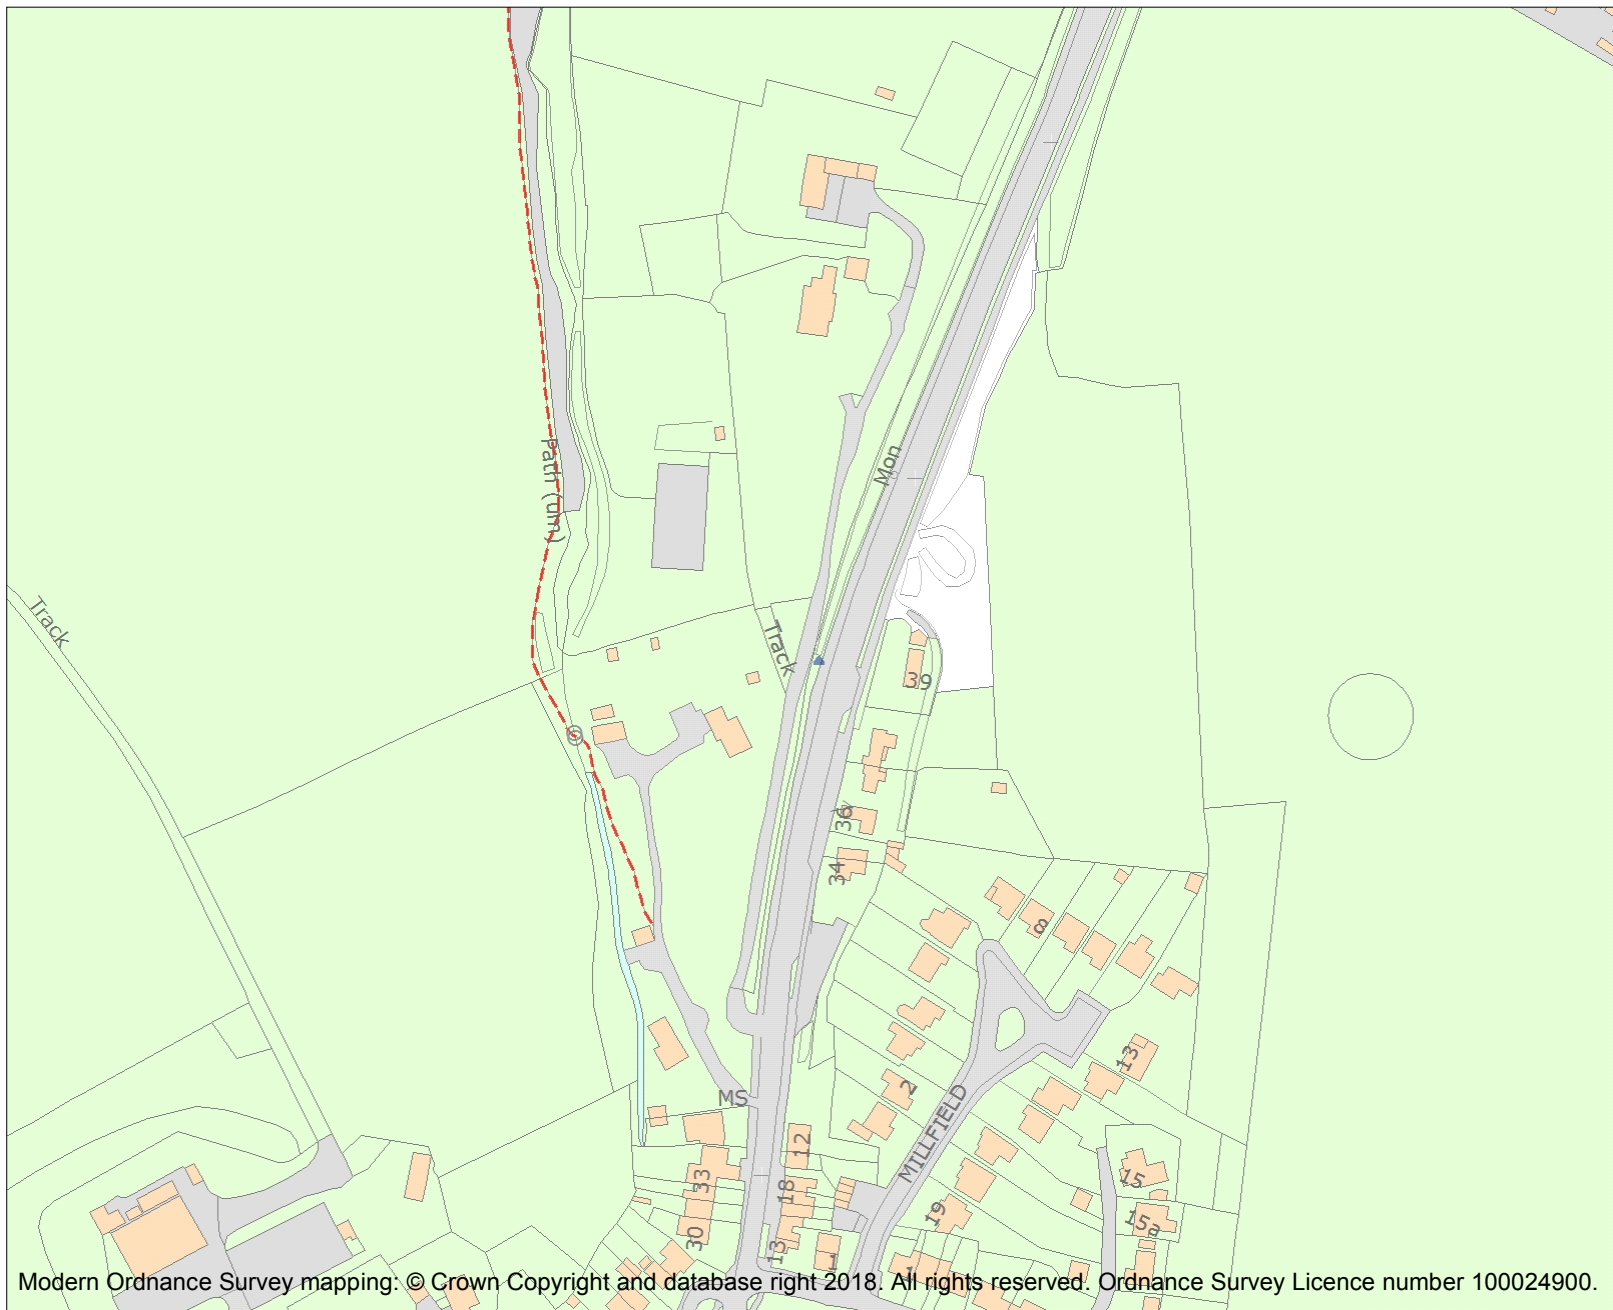 Mon
Path (um)
Track
Track
39
36
34
8
13
2
MS
MILLFIELD
12
33
18
15
19
15a
30
13
1
1
Modern Ordnance Survey mapping: © Crown Copyright and database right 2018. All rights reserved. Ordnance Survey Licence number 100024900.